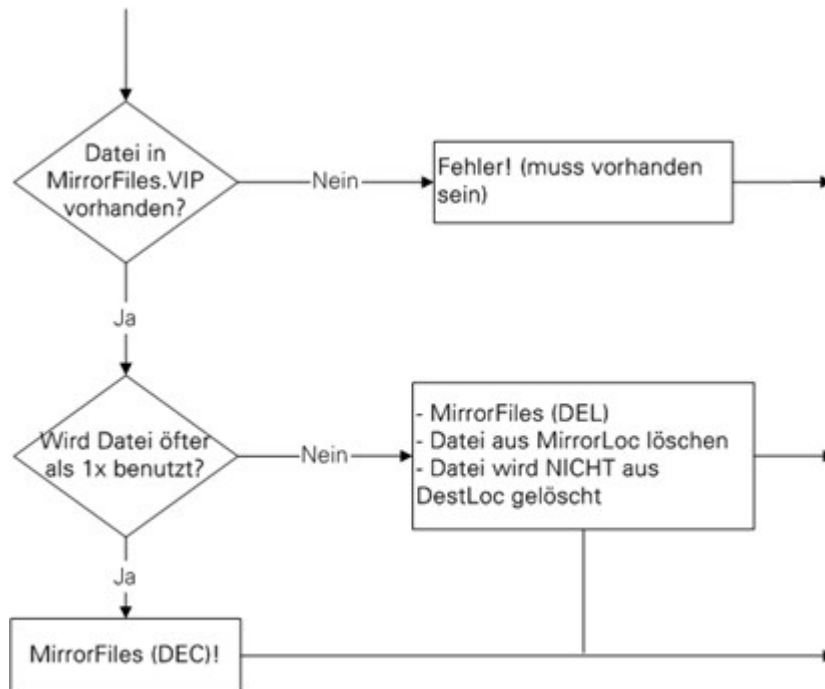 Datei in
MirrorFiles.VIP
vorhanden?
Nein
Fehler! (muss vorhanden
sein)
Ja
Wird Datei öfter
als 1x benutzt?
Nein
- MirrorFiles (DEL)
- Datei aus MirrorLoc löschen
- Datei wird NICHT aus
DestLoc gelöscht
Ja
MirrorFiles (DEC)!